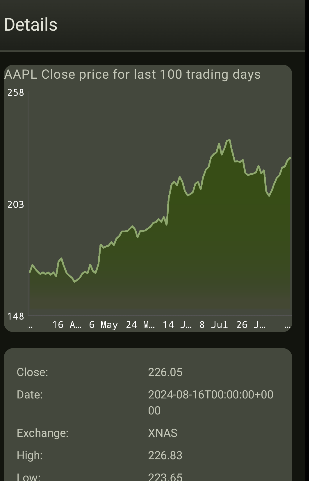 Details
AAPL Close price for last 100 trading days
258
203
148
.. 16 A… 6 May 24 W… 14 J… 8 Jul 26 J… …
Close: 226.05
Date: 2024-08-16T00:00:00+00
00
Exchange: XNAS
High: 226.83
Low: 223.65